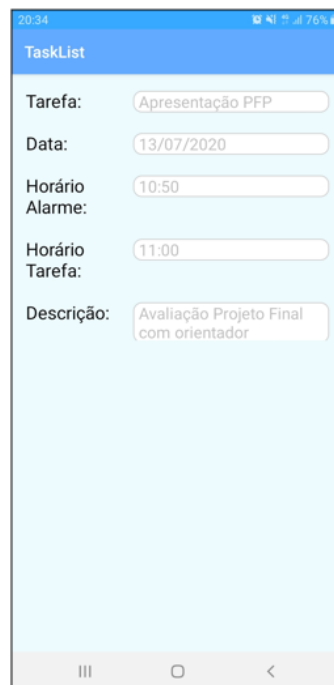 20:34 76%
TaskList
Tarefa: Apresentação PFP
Data: 13/07/2020
Horário Alarme: 10:50
Horário Tarefa: 11:00
Descrição: Avaliação Projeto Final
com orientador